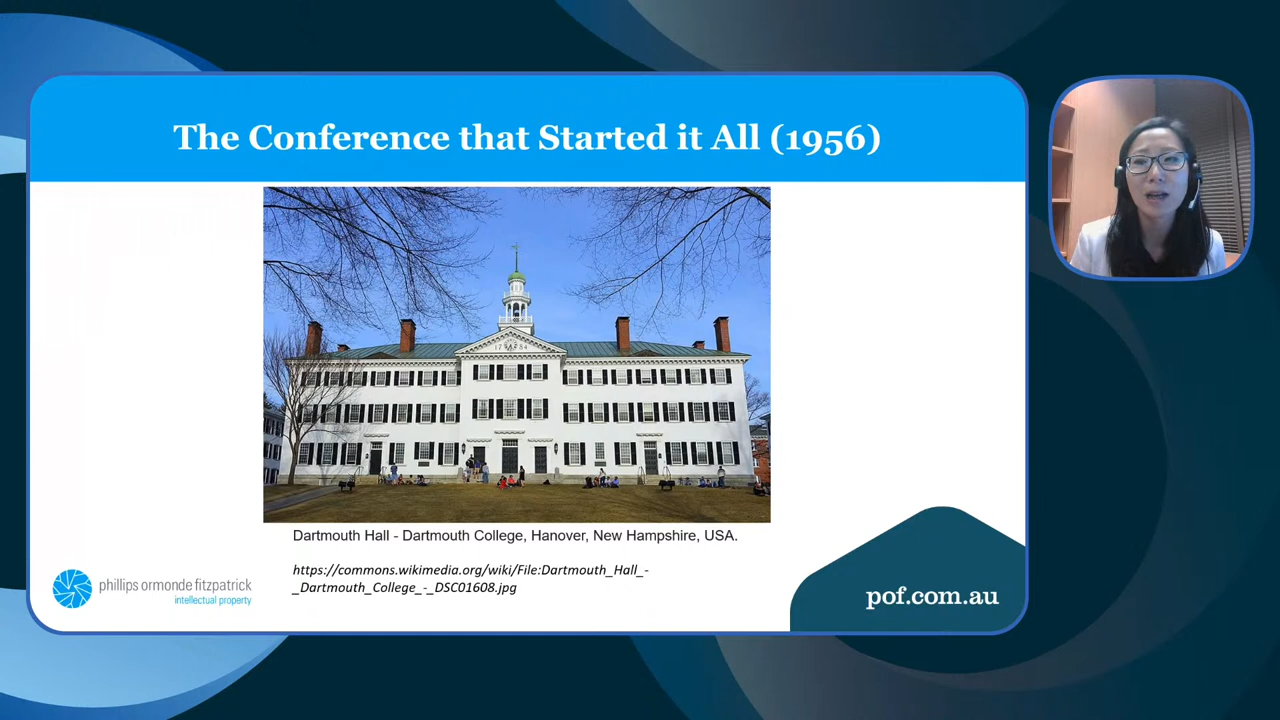 The Conference that Started it All (1956)
Dartmouth Hall - Dartmouth College, Hanover, New Hampshire, USA.
https://commons.wikimedia.org/wiki/File:Dartmouth_Hall_-
_Dartmouth_College_-_DSC01608.jpg
phillips ormonde fitzpatrick
intellectual property
pof.com.au